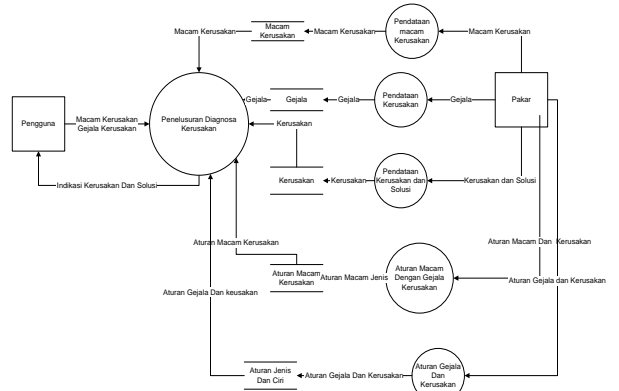 Pendataan
macam
Kerusakan
Macam Kerusakan
Macam
Kerusakan
Macam Kerusakan
Macam Kerusakan
Pengguna
Macam Kerusakan
Gejala Kerusakan
Penelusuran Diagnosa
Kerusakan
Gejala
Gejala
Gejala
Pendataan
Kerusakan
Gejala
Pakar
Kerusakan
Indikasi Kerusakan Dan Solusi
Kerusakan
Kerusakan
Pendataan
Kerusakan dan
Solusi
Kerusakan dan Solusi
Aturan Macam Kerusakan
Aturan Macam Dan Kerusakan
Aturan Macam
Kerusakan
Aturan Macam Jenis
Aturan Macam
Dengan Gejala
Kerusakan
Aturan Gejala dan Kerusakan
Aturan Gejala Dan keusakan
Aturan Jenis
Dan Ciri
Aturan Gejala Dan Kerusakan
Aturan Gejala
Dan
Kerusakan